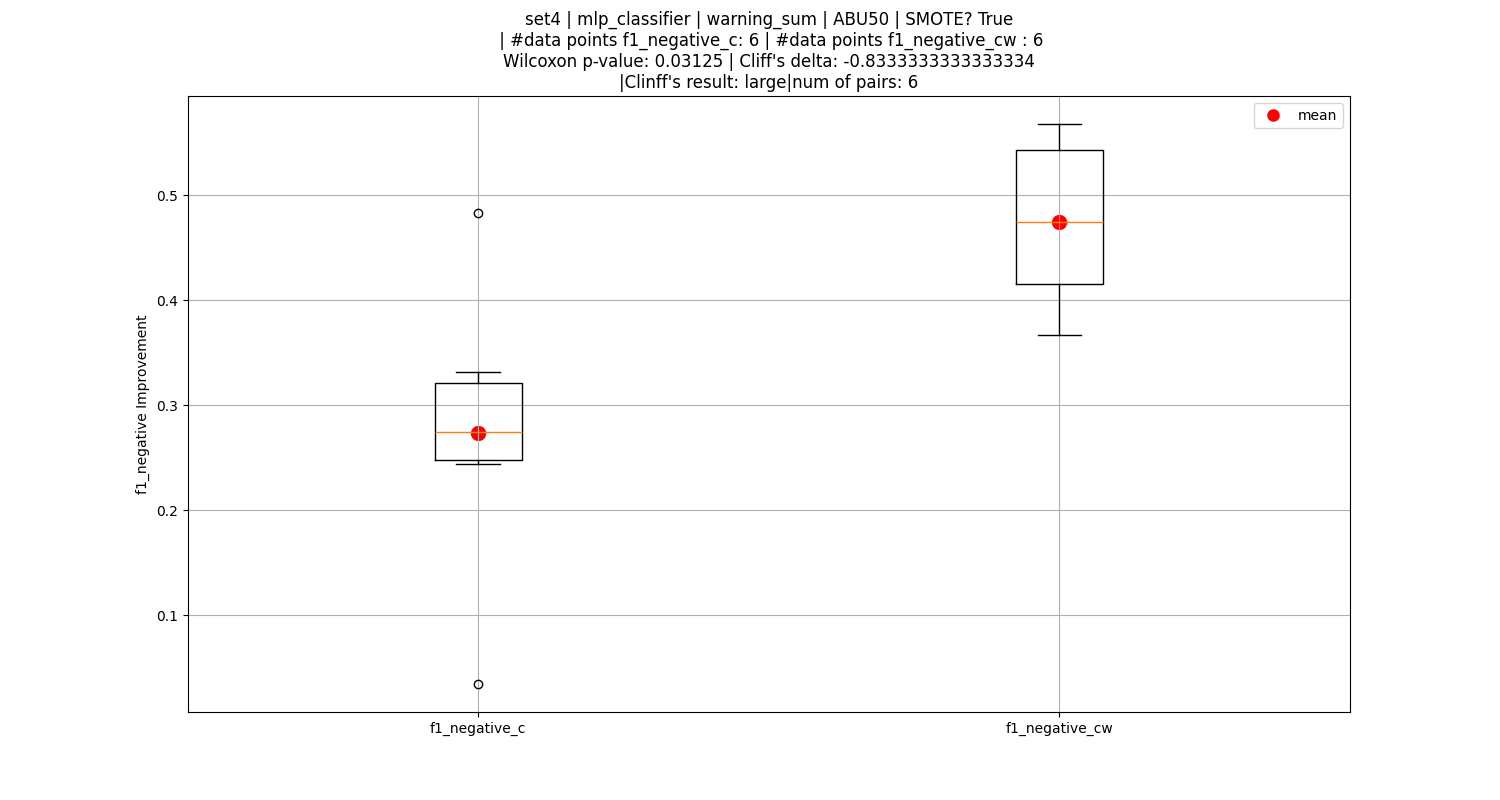 set4 | mlp_classifier | warning_sum | ABU50 | SMOTE? True
| #data points f1_negative_c: 6 | #data points f1_negative_cw : 6
Wilcoxon p-value: 0.03125 | Cliff's delta: -0.8333333333333334
|Clinff's result: large|num of pairs: 6
mean
f1_negative Improvement
0.5
0.4
0.3
0.2
0.1
f1_negative_c
f1_negative_cw